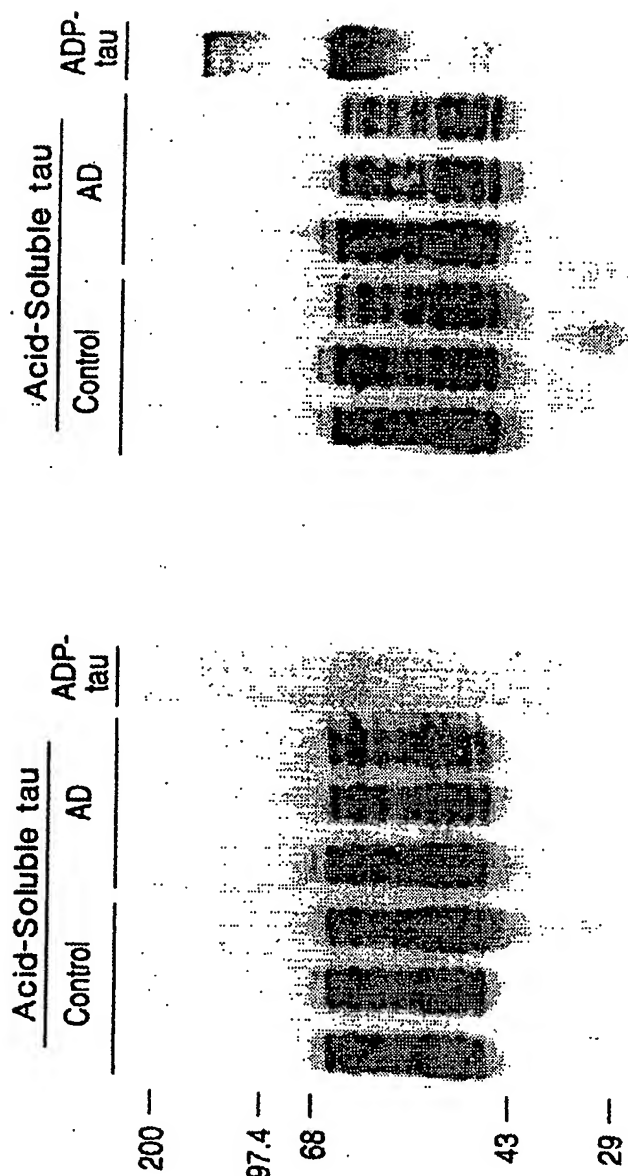 Acid-Soluble tau
Control
AD
ADP-
tau
Acid-Soluble tau
Control
AD
ADP-
tau
200
97.4
68
43
29